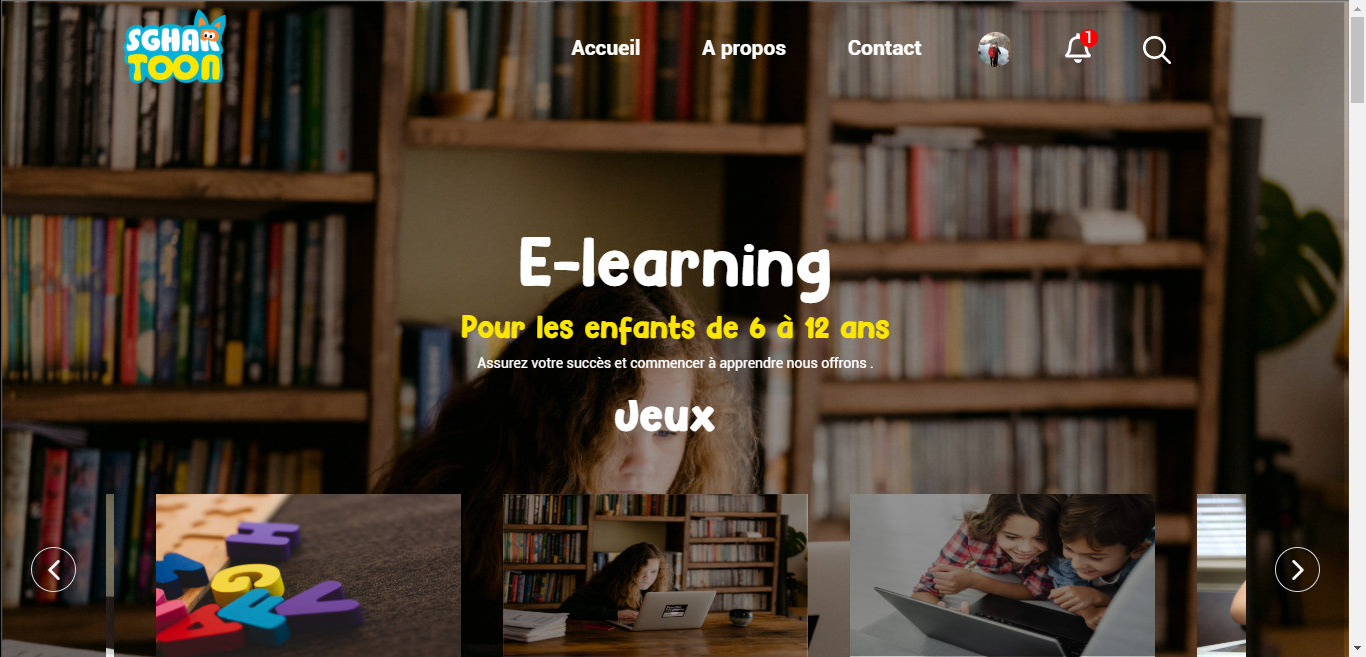 SGHAR
TOON
Accueil
A propos
Contact
1
E-learning
Pour les enfants de 6 à 12 ans
Assurez votre succès et commencer à apprendre nous offrons .
Jeux